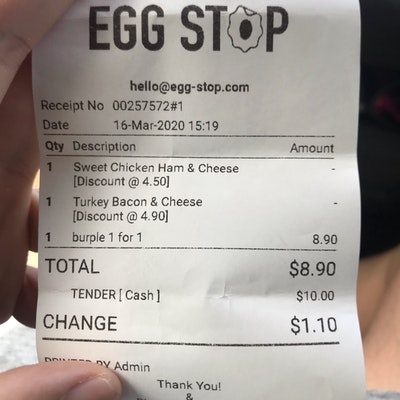 EGG STOP
hello@egg-stop.com
Receipt No 00257572#1
Date 16-Mar-2020 15:19
Qty Description Amount
1 Sweet Chicken Ham & Cheese -
[Discount @ 4.50]
1 Turkey Bacon & Cheese -
[Discount @ 4.90]
1 burple 1 for 1 8.90
TOTAL $8.90
TENDER [ Cash ] $10.00
CHANGE $1.10
PRINTED BY Admin
Thank You!
&